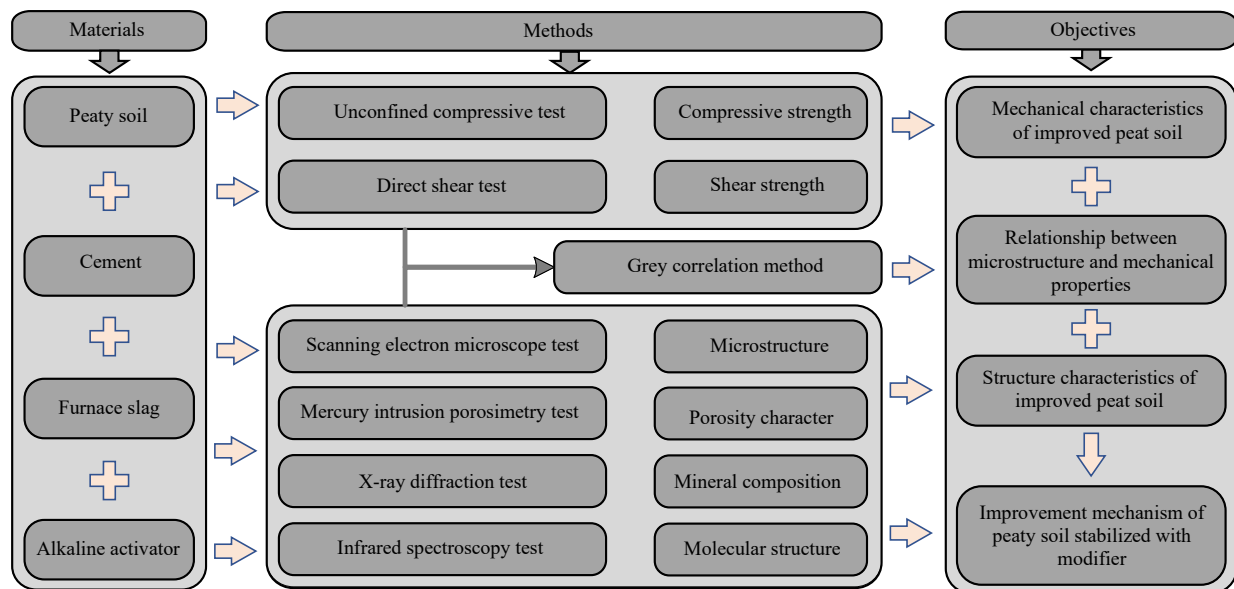 Materials
Methods
Objectives
Peaty soil
Cement
Furnace slag
Alkaline activator
Unconfined compressive test
Compressive strength
Direct shear test
Shear strength
Grey correlation method
Scanning electron microscope test
Microstructure
Mercury intrusion porosimetry test
Porosity character
X-ray diffraction test
Mineral composition
Infrared spectroscopy test
Molecular structure
Mechanical characteristics
of improved peat soil
Relationship between
microstructure and mechanical
properties
Structure characteristics of
improved peat soil
Improvement mechanism of
peaty soil stabilized with
modifier